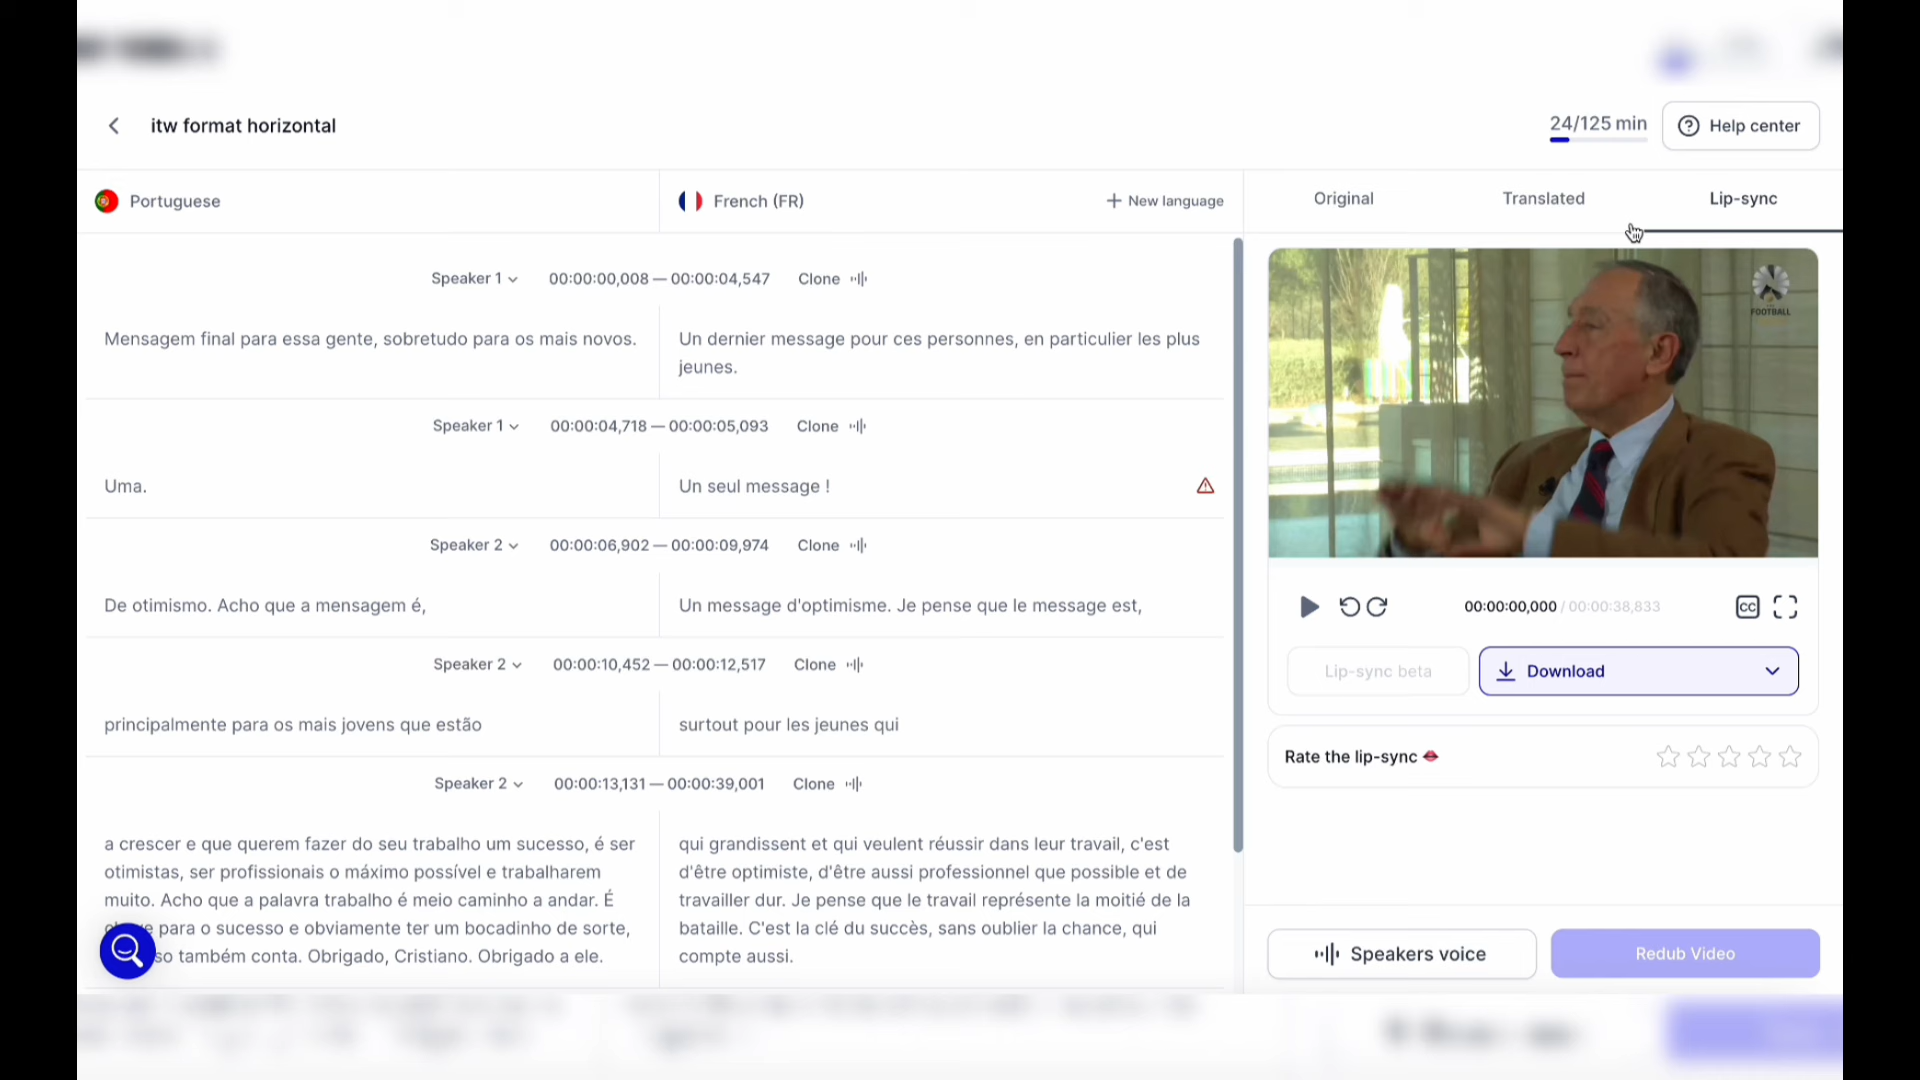 itw format horizontal
24/125 min
Help center
Portuguese
French (FR)
New language
Original
Translated
Lip-sync
Speaker 1
00:00:00,008 — 00:00:04,547
Clone
Mensagem final para essa gente, sobretudo para os mais novos.
Un dernier message pour ces personnes, en particulier les plus
jeunes.
Speaker 1
00:00:04,718 — 00:00:05,093
Clone
Uma.
Un seul message !
Speaker 2
00:00:06,902 — 00:00:09,974
Clone
De otimismo. Acho que a mensagem é,
Un message d'optimisme. Je pense que le message est,
Speaker 2
00:00:10,452 — 00:00:12,517
Clone
principalmente para os mais jovens que estão
surtout pour les jeunes qui
Speaker 2
00:00:13,131 — 00:00:39,001
Clone
a crescer e que querem fazer do seu trabalho um sucesso, é ser
otimistas, ser profissionais o máximo possível e trabalharem
muito. Acho que a palavra trabalho é meio caminho a andar. É
para o sucesso e obviamente ter um bocadinho de sorte,
também conta. Obrigado, Cristiano. Obrigado a ele.
qui grandissent et qui veulent réussir dans leur travail, c'est
d'être optimiste, d'être aussi professionnel que possible et de
travailler dur. Je pense que le travail représente la moitié de la
bataille. C'est la clé du succès, sans oublier la chance, qui
compte aussi.
FOOTBALL
00:00:00,000 / 00:00:38,833
CC
Lip-sync beta
Download
Rate the lip-sync
Speakers voice
Redub Video